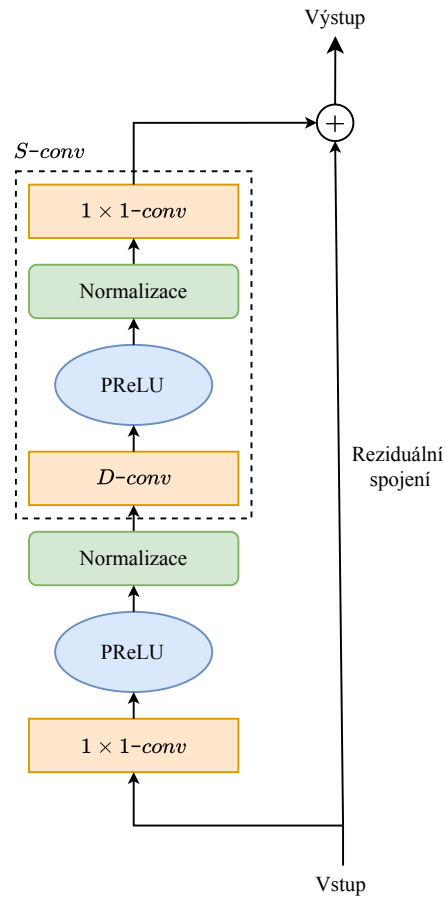 Výstup
+
S-conv
1 × 1-conv
Normalizace
PReLU
D-conv
Reziduální
spojení
Normalizace
PReLU
1 × 1-conv
Vstup